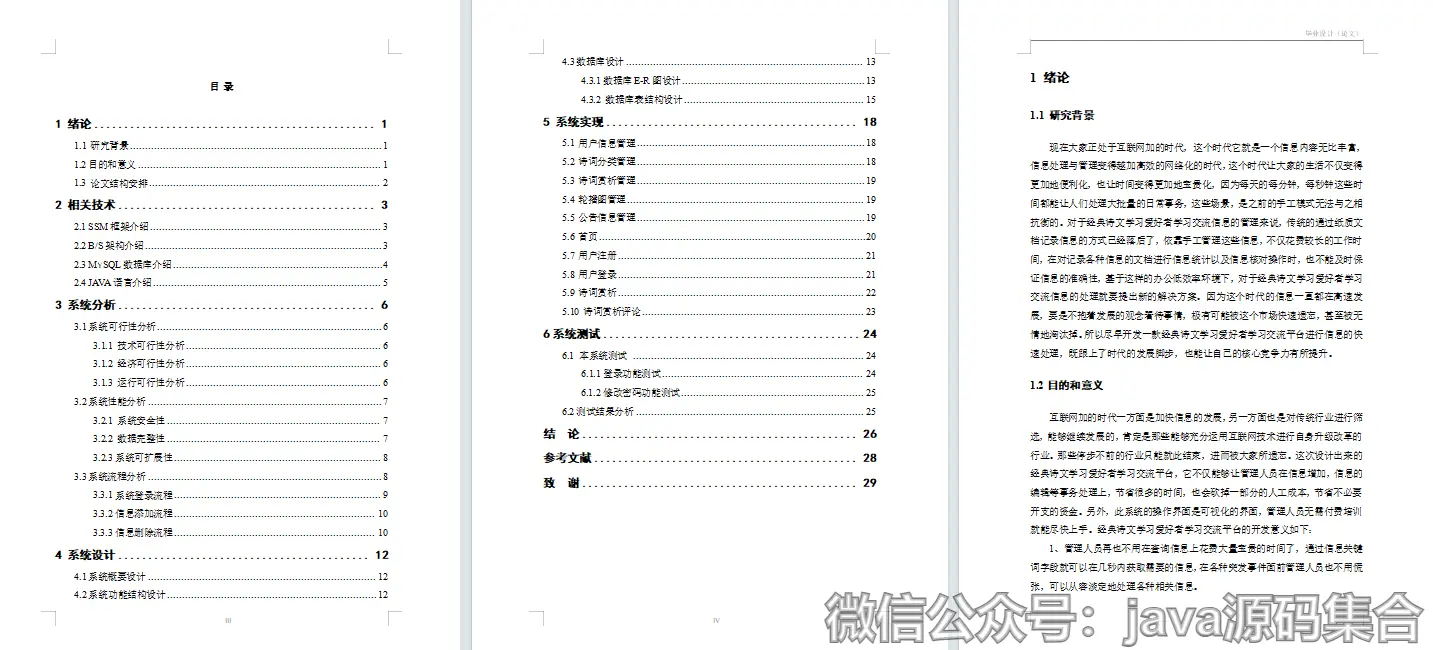 目 录
1 绪论 1
1.1 研究背景 1
1.2 目的和意义 1
1.3 论文结构安排 2
2 相关技术 3
2.1 SSM 框架介绍 3
2.2 B/S 架构介绍 3
2.3 MySQL 数据库介绍 4
2.4 JAVA 语言介绍 5
3 系统分析 6
3.1 系统可行性分析 6
3.1.1 技术可行性分析 6
3.1.2 经济可行性分析 6
3.1.3 运行可行性分析 6
3.2 系统性能分析 7
3.2.1 系统安全性 7
3.2.2 数据完整性 7
3.2.3 系统可扩展性 8
3.3 系统流程分析 8
3.3.1 系统登录流程 9
3.3.2 信息添加流程 10
3.3.3 信息删除流程 10
4 系统设计 12
4.1 系统概要设计 12
4.2 系统功能结构设计 12
III
4.3 数据库设计 13
4.3.1 数据库 E-R 图设计 13
4.3.2 数据库表结构设计 15
5 系统实现 18
5.1 用户信息管理 18
5.2 诗词分类管理 18
5.3 诗词赏析管理 19
5.4 轮播图管理 19
5.5 公告信息管理 19
5.6 首页 20
5.7 用户注册 21
5.8 用户登录 21
5.9 诗词赏析 22
5.10 诗词赏析评论 23
6 系统测试 24
6.1 本系统测试 24
6.1.1 登录功能测试 24
6.1.2 修改密码功能测试 25
6.2 测试结果分析 25
结 论 26
参考文献 28
致 谢 29
IV
毕业设计（论文）
1 绪论
1.1 研究背景
现在大家正处于互联网加的时代，这个时代它就是一个信息内容无比丰富，
信息处理与管理变得越加高效的网络化的时代，这个时代让大家的生活不仅变得
更加地便利化，也让时间变得更加地宝贵化，因为每天的每分钟，每秒钟这些时
间都能让人们处理大批量的日常事务，这些场景，是之前的手工模式无法与之相
抗衡的。对于经典诗文学习爱好者学习交流信息的管理来说，传统的通过纸质文
档记录信息的方式已经落后了，依靠手工管理这些信息，不仅花费较长的工作时
间，在对记录各种信息的文档进行信息统计以及信息核对操作时，也不能及时保
证信息的准确性，基于这样的办公低效率环境下，对于经典诗文学习爱好者学习
交流信息的处理就要提出新的解决方案。因为这个时代的信息一直都在高速发
展，要是不抱着发展的观念看待事情，极有可能被这个市场快速遗忘，甚至被无
情地淘汰掉。所以尽早开发一款经典诗文学习爱好者学习交流平台进行信息的快
速处理，既跟上了时代的发展脚步，也能让自己的核心竞争力有所提升。
1.2 目的和意义
互联网加的时代一方面是加快信息的发展，另一方面也是对传统行业进行筛
选，能够继续发展的，肯定是那些能够充分运用互联网技术进行自身升级改革的
行业。那些停步不前的行业只能就此结束，进而被大家所遗忘。这次设计出来的
经典诗文学习爱好者学习交流平台，它不仅能够让管理人员在信息增加，信息的
编辑等事务处理上，节省很多的时间，也会砍掉一部分的人工成本，节省不必要
开支的资金。另外，此系统的操作界面是可视化的界面，管理人员无需付费培训
就能尽快上手。经典诗文学习爱好者学习交流平台的开发意义如下：
1、管理人员再也不用在查询信息上花费大量宝贵的时间了，通过信息关键
词字段就可以在几秒内获取需要的信息，在各种突发事件面前管理人员也不用慌
张，可以从容淡定地处理各种相关信息。
微信公众号：java源码集合